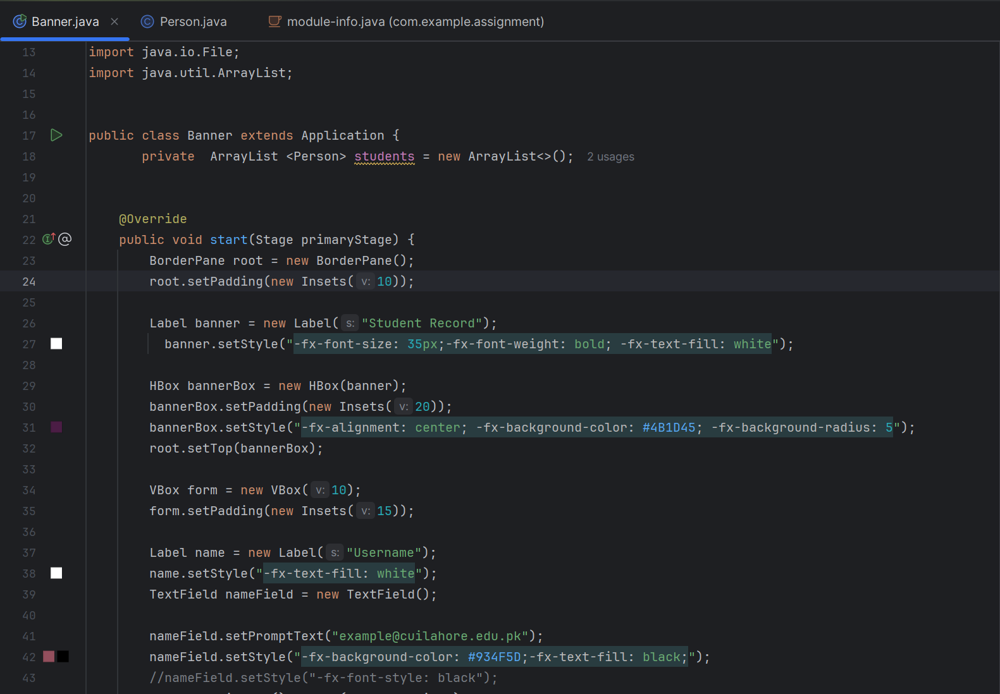 Banner.java Person.java module-info.java (com.example.assignment)
13 import java.io.File;
14 import java.util.ArrayList;
15
16
17 public class Banner extends Application {
18 private  ArrayList <Person> students = new ArrayList<>(); 2 usages
19
20
21 @Override
22 public void start(Stage primaryStage) {
23 BorderPane root = new BorderPane();
24 root.setPadding(new Insets( v: 10));
25
26 Label banner = new Label( s: "Student Record");
27 banner.setStyle("-fx-font-size: 35px;-fx-font-weight: bold; -fx-text-fill: white");
28
29 HBox bannerBox = new HBox(banner);
30 bannerBox.setPadding(new Insets( v: 20));
31 bannerBox.setStyle("-fx-alignment: center; -fx-background-color: #4B1D45; -fx-background-radius: 5");
32 root.setTop(bannerBox);
33
34 VBox form = new VBox( v: 10);
35 form.setPadding(new Insets( v: 15));
36
37 Label name = new Label( s: "Username");
38 name.setStyle("-fx-text-fill: white");
39 TextField nameField = new TextField();
40
41 nameField.setPromptText("example@cuilahore.edu.pk");
42 nameField.setStyle("-fx-background-color: #934F5D;-fx-text-fill: black;");
43 //nameField.setStyle("-fx-font-style: black");